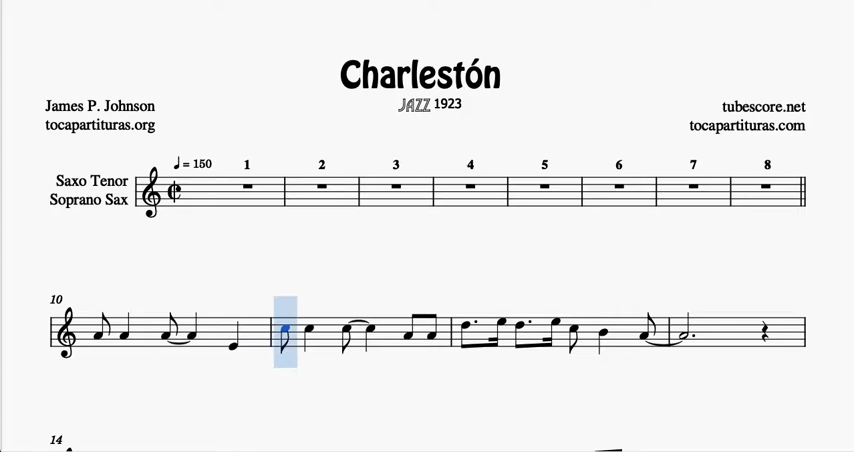 Charlestón
JAZZ 1923
James P. Johnson
tocapartituras.org
tubescore.net
tocapartituras.com
♩ = 150 1 2 3 4 5 6 7 8
Saxo Tenor
Soprano Sax
10
14